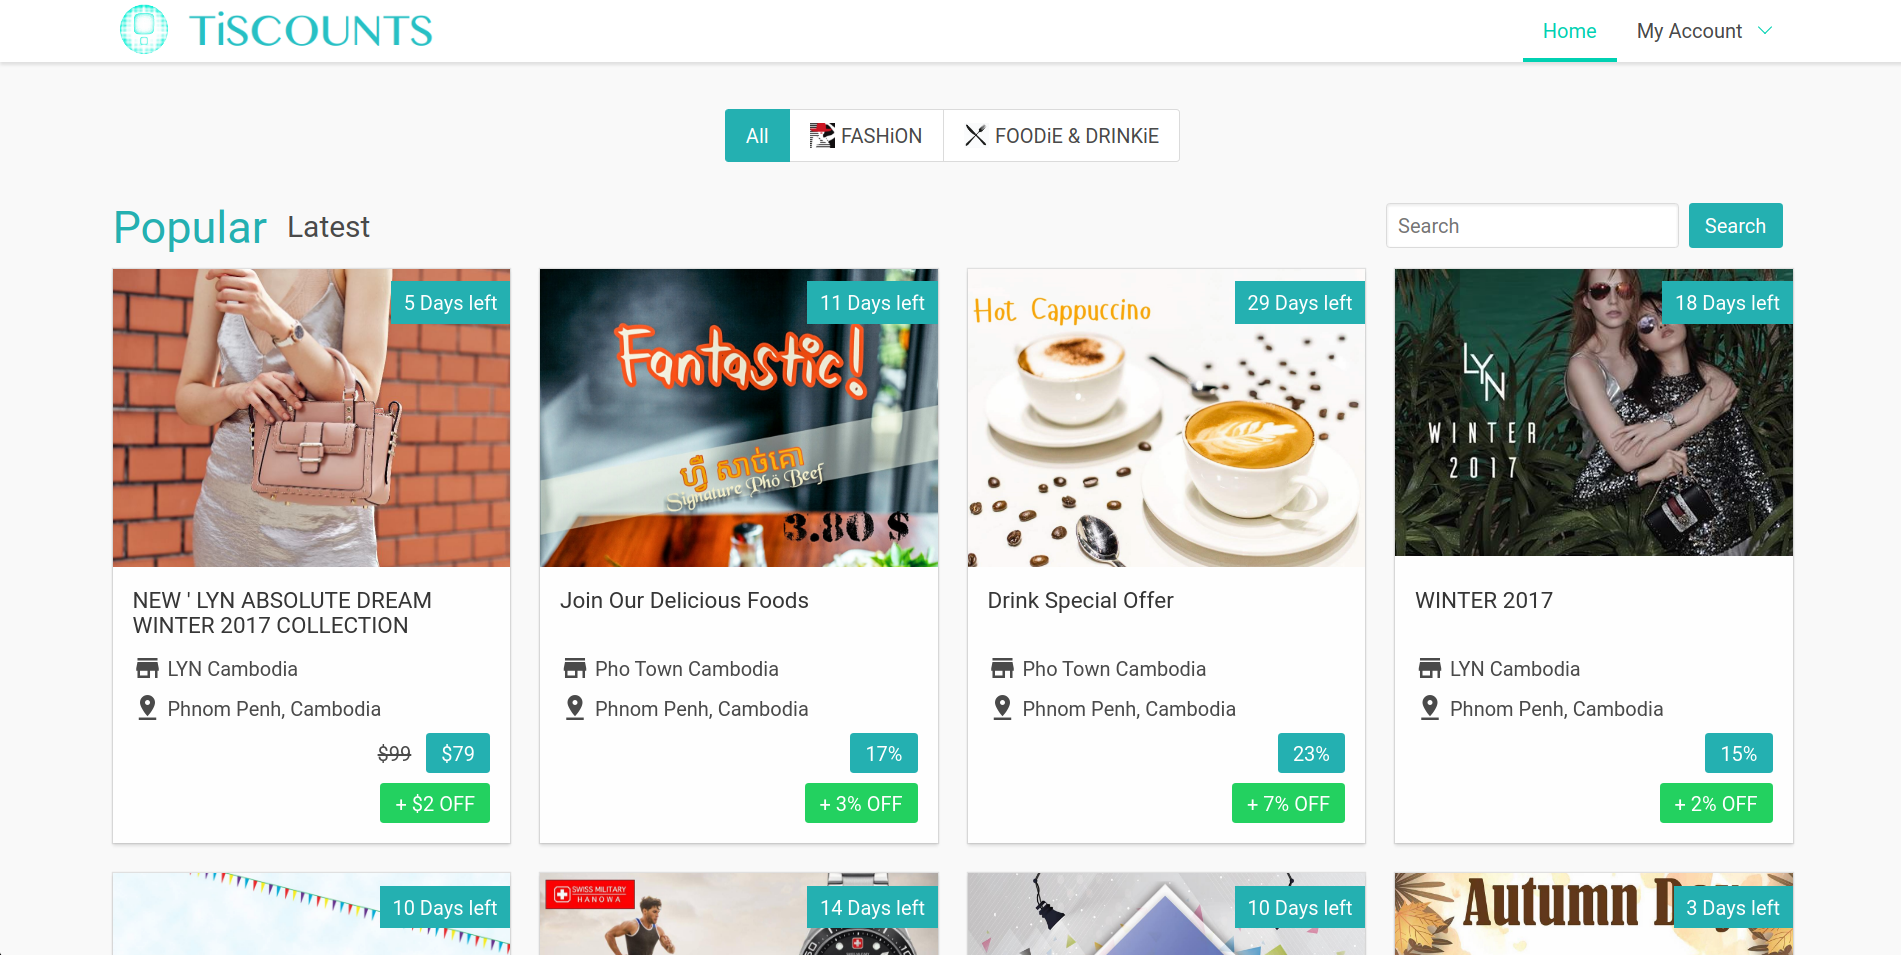 TiSCOUNTS
Home
My Account
All
FASHiON
FOODiE & DRINKiE
Popular
Latest
Search
Search
5 Days left
NEW ' LYN ABSOLUTE DREAM
WINTER 2017 COLLECTION
LYN Cambodia
Phnom Penh, Cambodia
$99
$79
+ $2 OFF
11 Days left
Fantastic!
ហ្វឺ សាច់គោ
Signature Phö Beef
3.80 $
Join Our Delicious Foods
Pho Town Cambodia
Phnom Penh, Cambodia
17%
+ 3% OFF
Hot Cappuccino
29 Days left
Drink Special Offer
Pho Town Cambodia
Phnom Penh, Cambodia
23%
+ 7% OFF
18 Days left
LYN
WINTER
2017
WINTER 2017
LYN Cambodia
Phnom Penh, Cambodia
15%
+ 2% OFF
10 Days left
SWISS MILITARY
HANOWA
14 Days left
10 Days left
Autumn
3 Days left